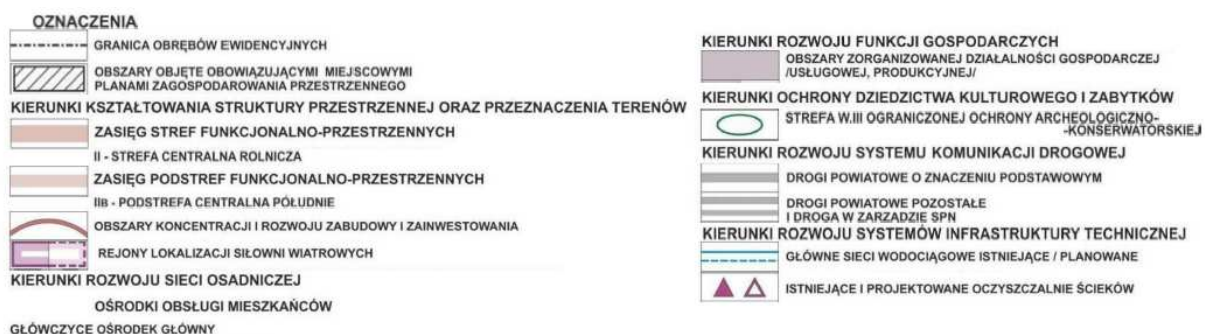 OZNACZENIA
GRANICA OBRĘBÓW EWIDENCYJNYCH
OBSZARY OBJĘTE OBOWIĄZUJĄCYMI MIEJSCOWYMI
PLANAMI ZAGOSPODAROWANIA PRZESTRZENNEGO
KIERUNKI KSZTAŁTOWANIA STRUKTURY PRZESTRZENNEJ ORAZ PRZEZNACZENIA TERENÓW
ZASIĘG STREF FUNKCJONALNO-PRZESTRZENNYCH
II - STREFA CENTRALNA ROLNICZA
ZASIĘG PODSTREF FUNKCJONALNO-PRZESTRZENNYCH
IIB - PODSTREFA CENTRALNA PÓŁUDNIE
OBSZARY KONCENTRACJI I ROZWOJU ZABUDOWY I ZAINWESTOWANIA
REJONY LOKALIZACJI SIŁOWNI WIATROWYCH
KIERUNKI ROZWOJU SIECI OSADNICZEJ
OŚRODKI OBSŁUGI MIESZKAŃCÓW
GŁÓWCZYCE OŚRODEK GŁÓWNY
KIERUNKI ROZWOJU FUNKCJI GOSPODARCZYCH
OBSZARY ZORGANIZOWANEJ DZIAŁALNOŚCI GOSPODARCZEJ
/USŁUGOWEJ, PRODUKCYJNEJ/
KIERUNKI OCHRONY DZIEDZICTWA KULTUROWEGO I ZABYTKÓW
STREFA W.III OGRANICZONEJ OCHRONY ARCHEOLOGICZNO-
-KONSERWATORSKIEJ
KIERUNKI ROZWOJU SYSTEMU KOMUNIKACJI DROGOWEJ
DROGI POWIATOWE O ZNACZENIU PODSTAWOWYM
DROGI POWIATOWE POZOSTAŁE
I DROGA W ZARZĄDZIE SPN
KIERUNKI ROZWOJU SYSTEMÓW INFRASTRUKTURY TECHNICZNEJ
GŁÓWNE SIECI WODOCIĄGOWE ISTNIEJĄCE / PLANOWANE
ISTNIEJĄCE I PROJEKTOWANE OCZYSZCZALNIE ŚCIEKÓW